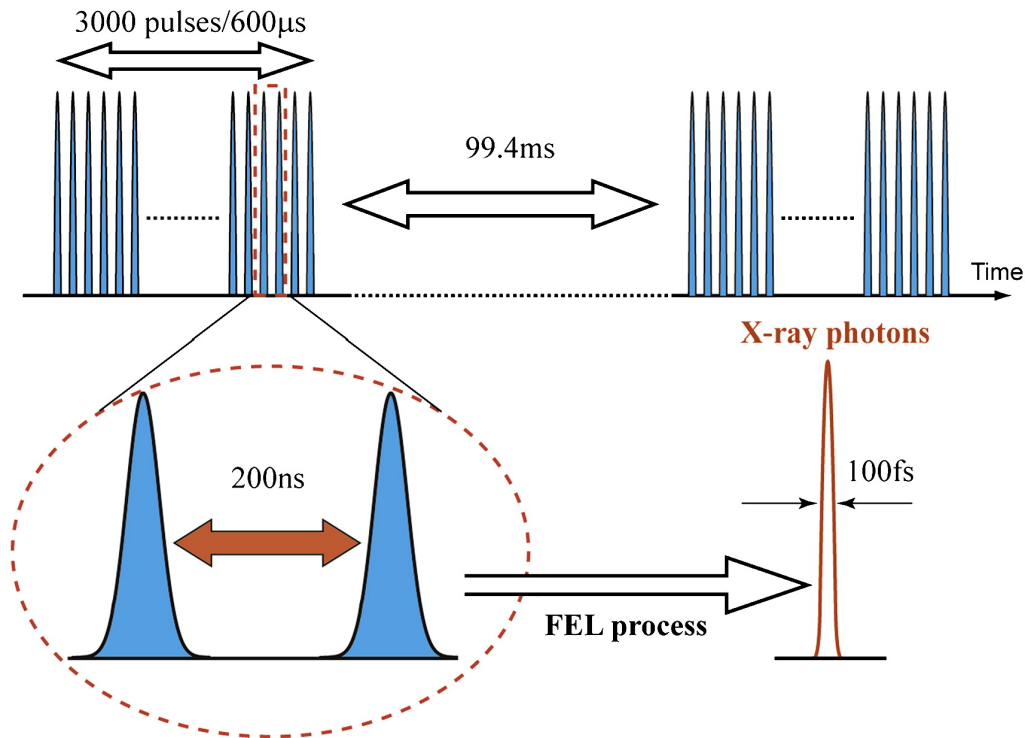 3000 pulses/600μs
99.4ms
Time
X-ray photons
200ns
100fs
FEL process